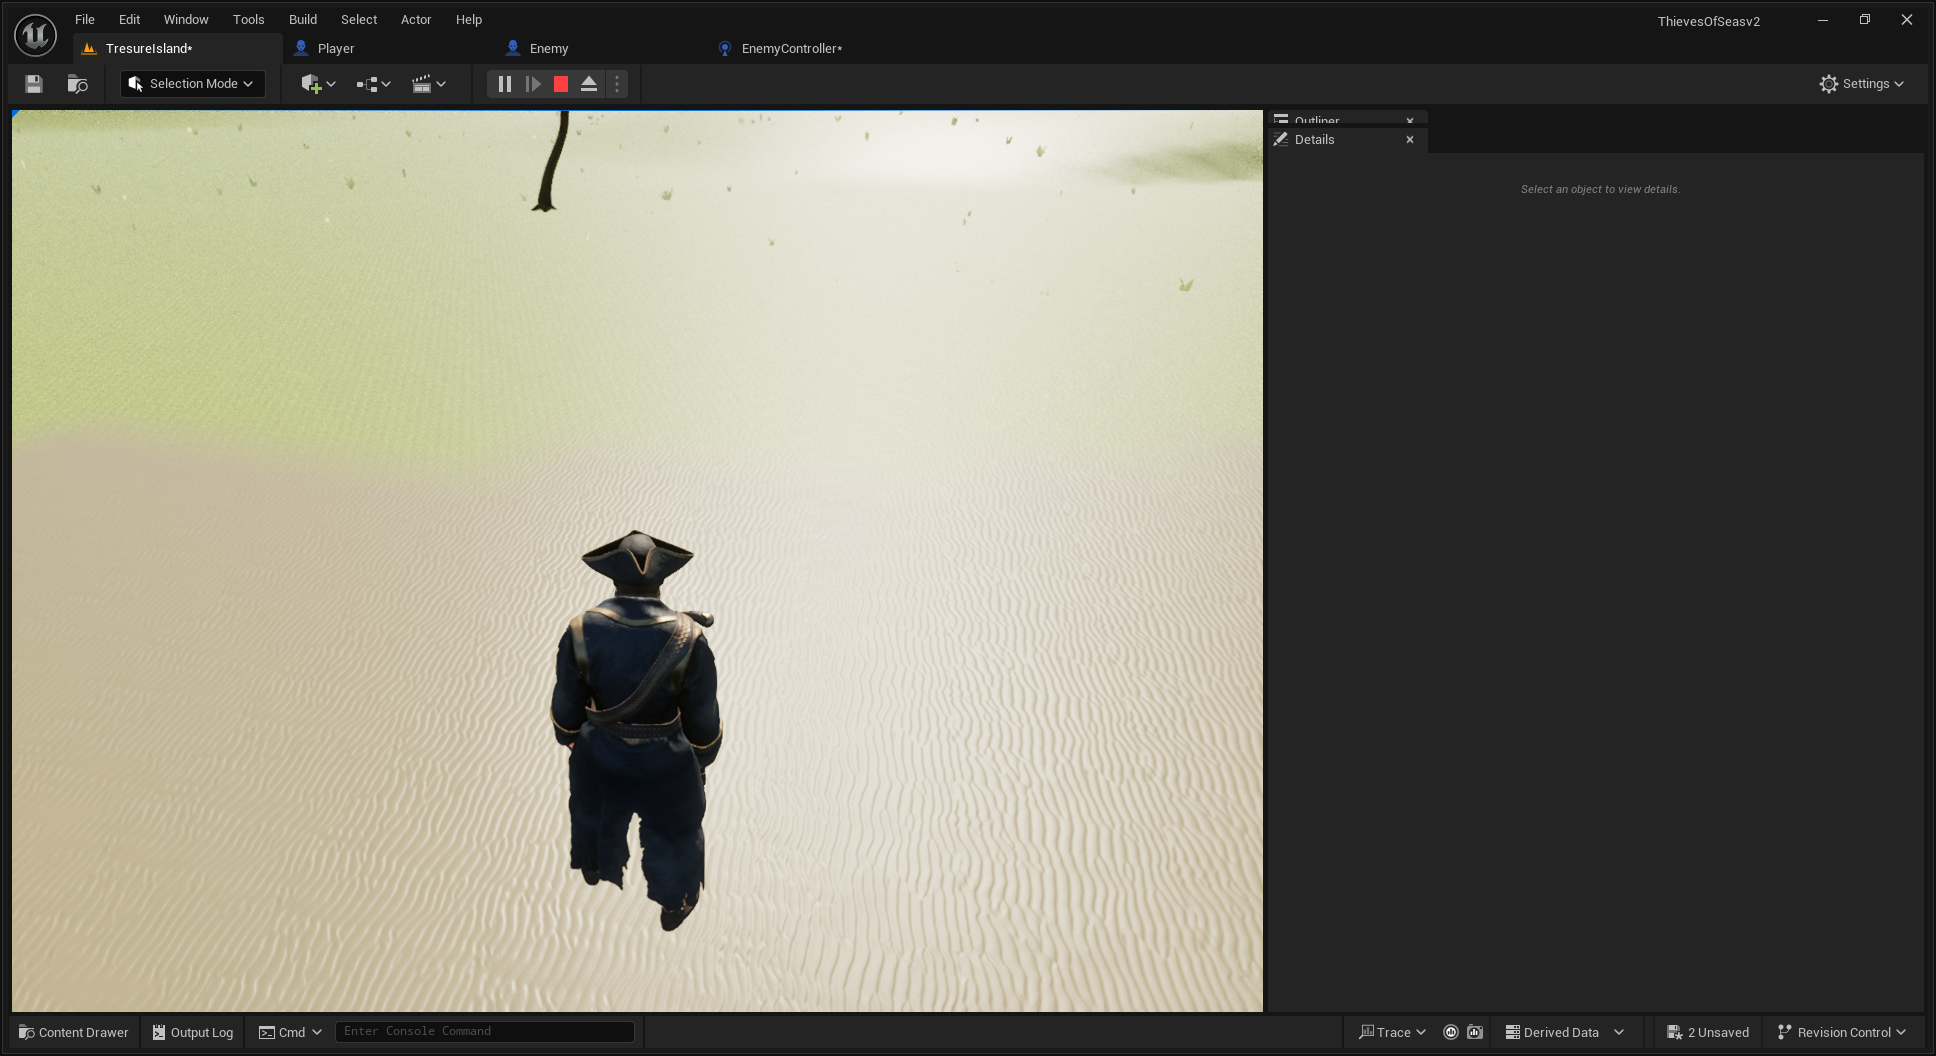 File Edit Window Tools Build Select Actor Help
ThievesOfSeasv2
TresureIsland*
Player
Enemy
EnemyController*
Selection Mode
Settings
Outliner
Details
Select an object to view details.
Content Drawer
Output Log
Cmd
Enter Console Command
Trace
Derived Data
2 Unsaved
Revision Control